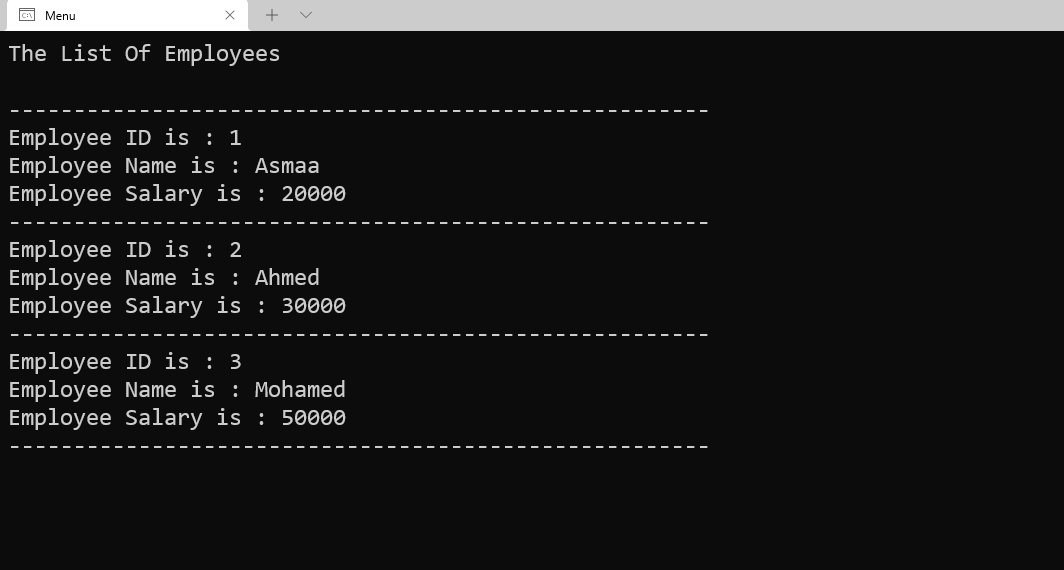 Menu
The List Of Employees
------------------------------------------------------
Employee ID is : 1
Employee Name is : Asmaa
Employee Salary is : 20000
------------------------------------------------------
Employee ID is : 2
Employee Name is : Ahmed
Employee Salary is : 30000
------------------------------------------------------
Employee ID is : 3
Employee Name is : Mohamed
Employee Salary is : 50000
------------------------------------------------------